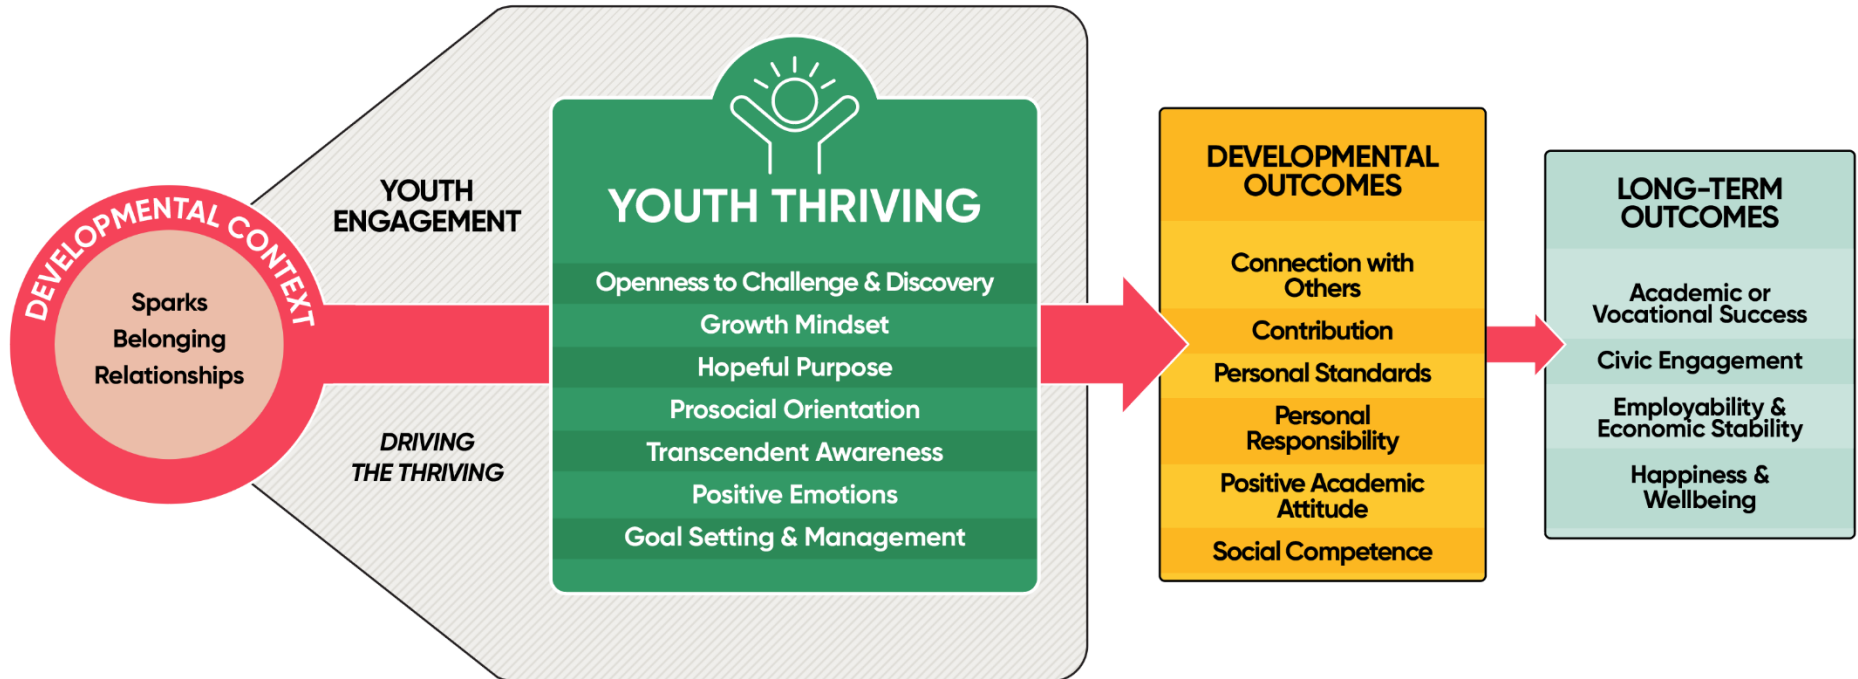 DEVELOPMENTAL CONTEXT
Sparks
Belonging
Relationships
YOUTH
ENGAGEMENT
DRIVING
THE THRIVING
YOUTH THRIVING
Openness to Challenge & Discovery
Growth Mindset
Hopeful Purpose
Prosocial Orientation
Transcendent Awareness
Positive Emotions
Goal Setting & Management
DEVELOPMENTAL
OUTCOMES
Connection with
Others
Contribution
Personal Standards
Personal
Responsibility
Positive Academic
Attitude
Social Competence
LONG-TERM
OUTCOMES
Academic or
Vocational Success
Civic Engagement
Employability &
Economic Stability
Happiness &
Wellbeing